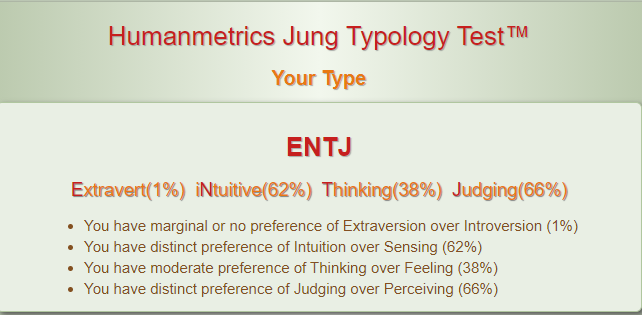 Humanmetrics Jung Typology Test™
Your Type
ENTJ
Extravert(1%) iNtuitive(62%) Thinking(38%) Judging(66%)
• You have marginal or no preference of Extraversion over Introversion (1%)
• You have distinct preference of Intuition over Sensing (62%)
• You have moderate preference of Thinking over Feeling (38%)
• You have distinct preference of Judging over Perceiving (66%)